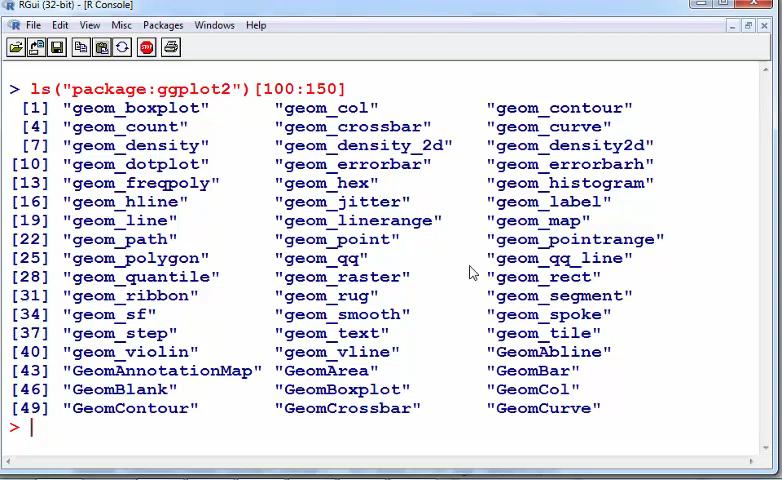 RGui (32-bit) - [R Console]
File Edit View Misc Packages Windows Help
STOP
> ls("package:ggplot2")[100:150]
[1] "geom_boxplot" "geom_col" "geom_contour"
[4] "geom_count" "geom_crossbar" "geom_curve"
[7] "geom_density" "geom_density_2d" "geom_density2d"
[10] "geom_dotplot" "geom_errorbar" "geom_errorbarh"
[13] "geom_freqpoly" "geom_hex" "geom_histogram"
[16] "geom_hline" "geom_jitter" "geom_label"
[19] "geom_line" "geom_linerange" "geom_map"
[22] "geom_path" "geom_point" "geom_pointrange"
[25] "geom_polygon" "geom_qq" "geom_qq_line"
[28] "geom_quantile" "geom_raster" "geom_rect"
[31] "geom_ribbon" "geom_rug" "geom_segment"
[34] "geom_sf" "geom_smooth" "geom_spoke"
[37] "geom_step" "geom_text" "geom_tile"
[40] "geom_violin" "geom_vline" "GeomAbline"
[43] "GeomAnnotationMap" "GeomArea" "GeomBar"
[46] "GeomBlank" "GeomBoxplot" "GeomCol"
[49] "GeomContour" "GeomCrossbar" "GeomCurve"
>